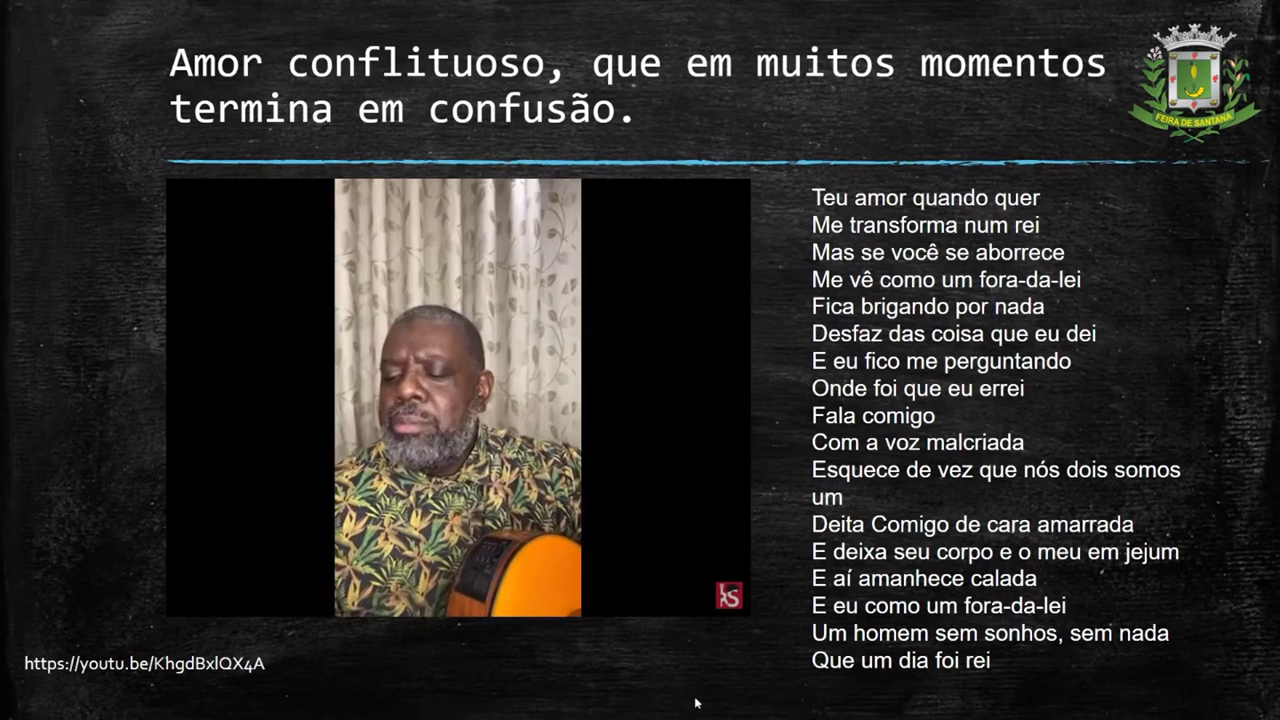 Amor conflituoso, que em muitos momentos
termina em confusão.
FEIRA DE SANTANA
Teu amor quando quer
Me transforma num rei
Mas se você se aborrece
Me vê como um fora-da-lei
Fica brigando por nada
Desfaz das coisa que eu dei
E eu fico me perguntando
Onde foi que eu errei
Fala comigo
Com a voz malcriada
Esquece de vez que nós dois somos
um
Deita Comigo de cara amarrada
E deixa seu corpo e o meu em jejum
E aí amanhece calada
E eu como um fora-da-lei
Um homem sem sonhos, sem nada
Que um dia foi rei
https://youtu.be/KhgdBxlQX4A